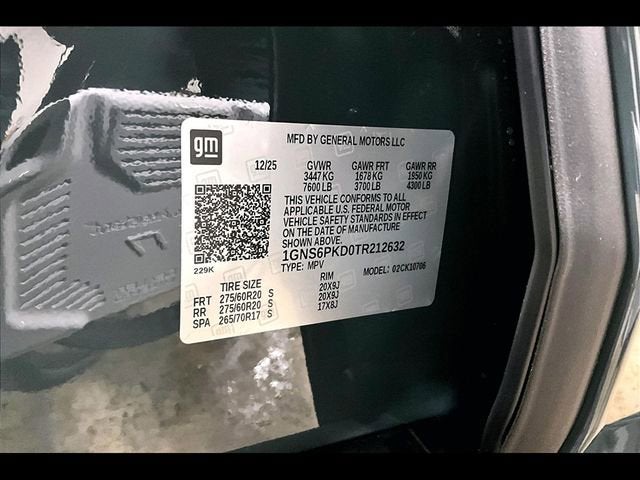 gm
MFD BY GENERAL MOTORS LLC
12/25 GVWR GAWR FRT GAWR RR
3447 KG 1678 KG 1950 KG
7600 LB 3700 LB 4300 LB
THIS VEHICLE CONFORMS TO ALL
APPLICABLE U.S. FEDERAL MOTOR
VEHICLE SAFETY STANDARDS IN EFFECT
ON THE DATE OF MANUFACTURE
SHOWN ABOVE.
1GNS6PKD0TR212632
229K TYPE: MPV MODEL: 02CK10706
TIRE SIZE RIM
FRT 275/60R20 S 20X9J
RR 275/60R20 S 20X9J
SPA 265/70R17 S 17X8J